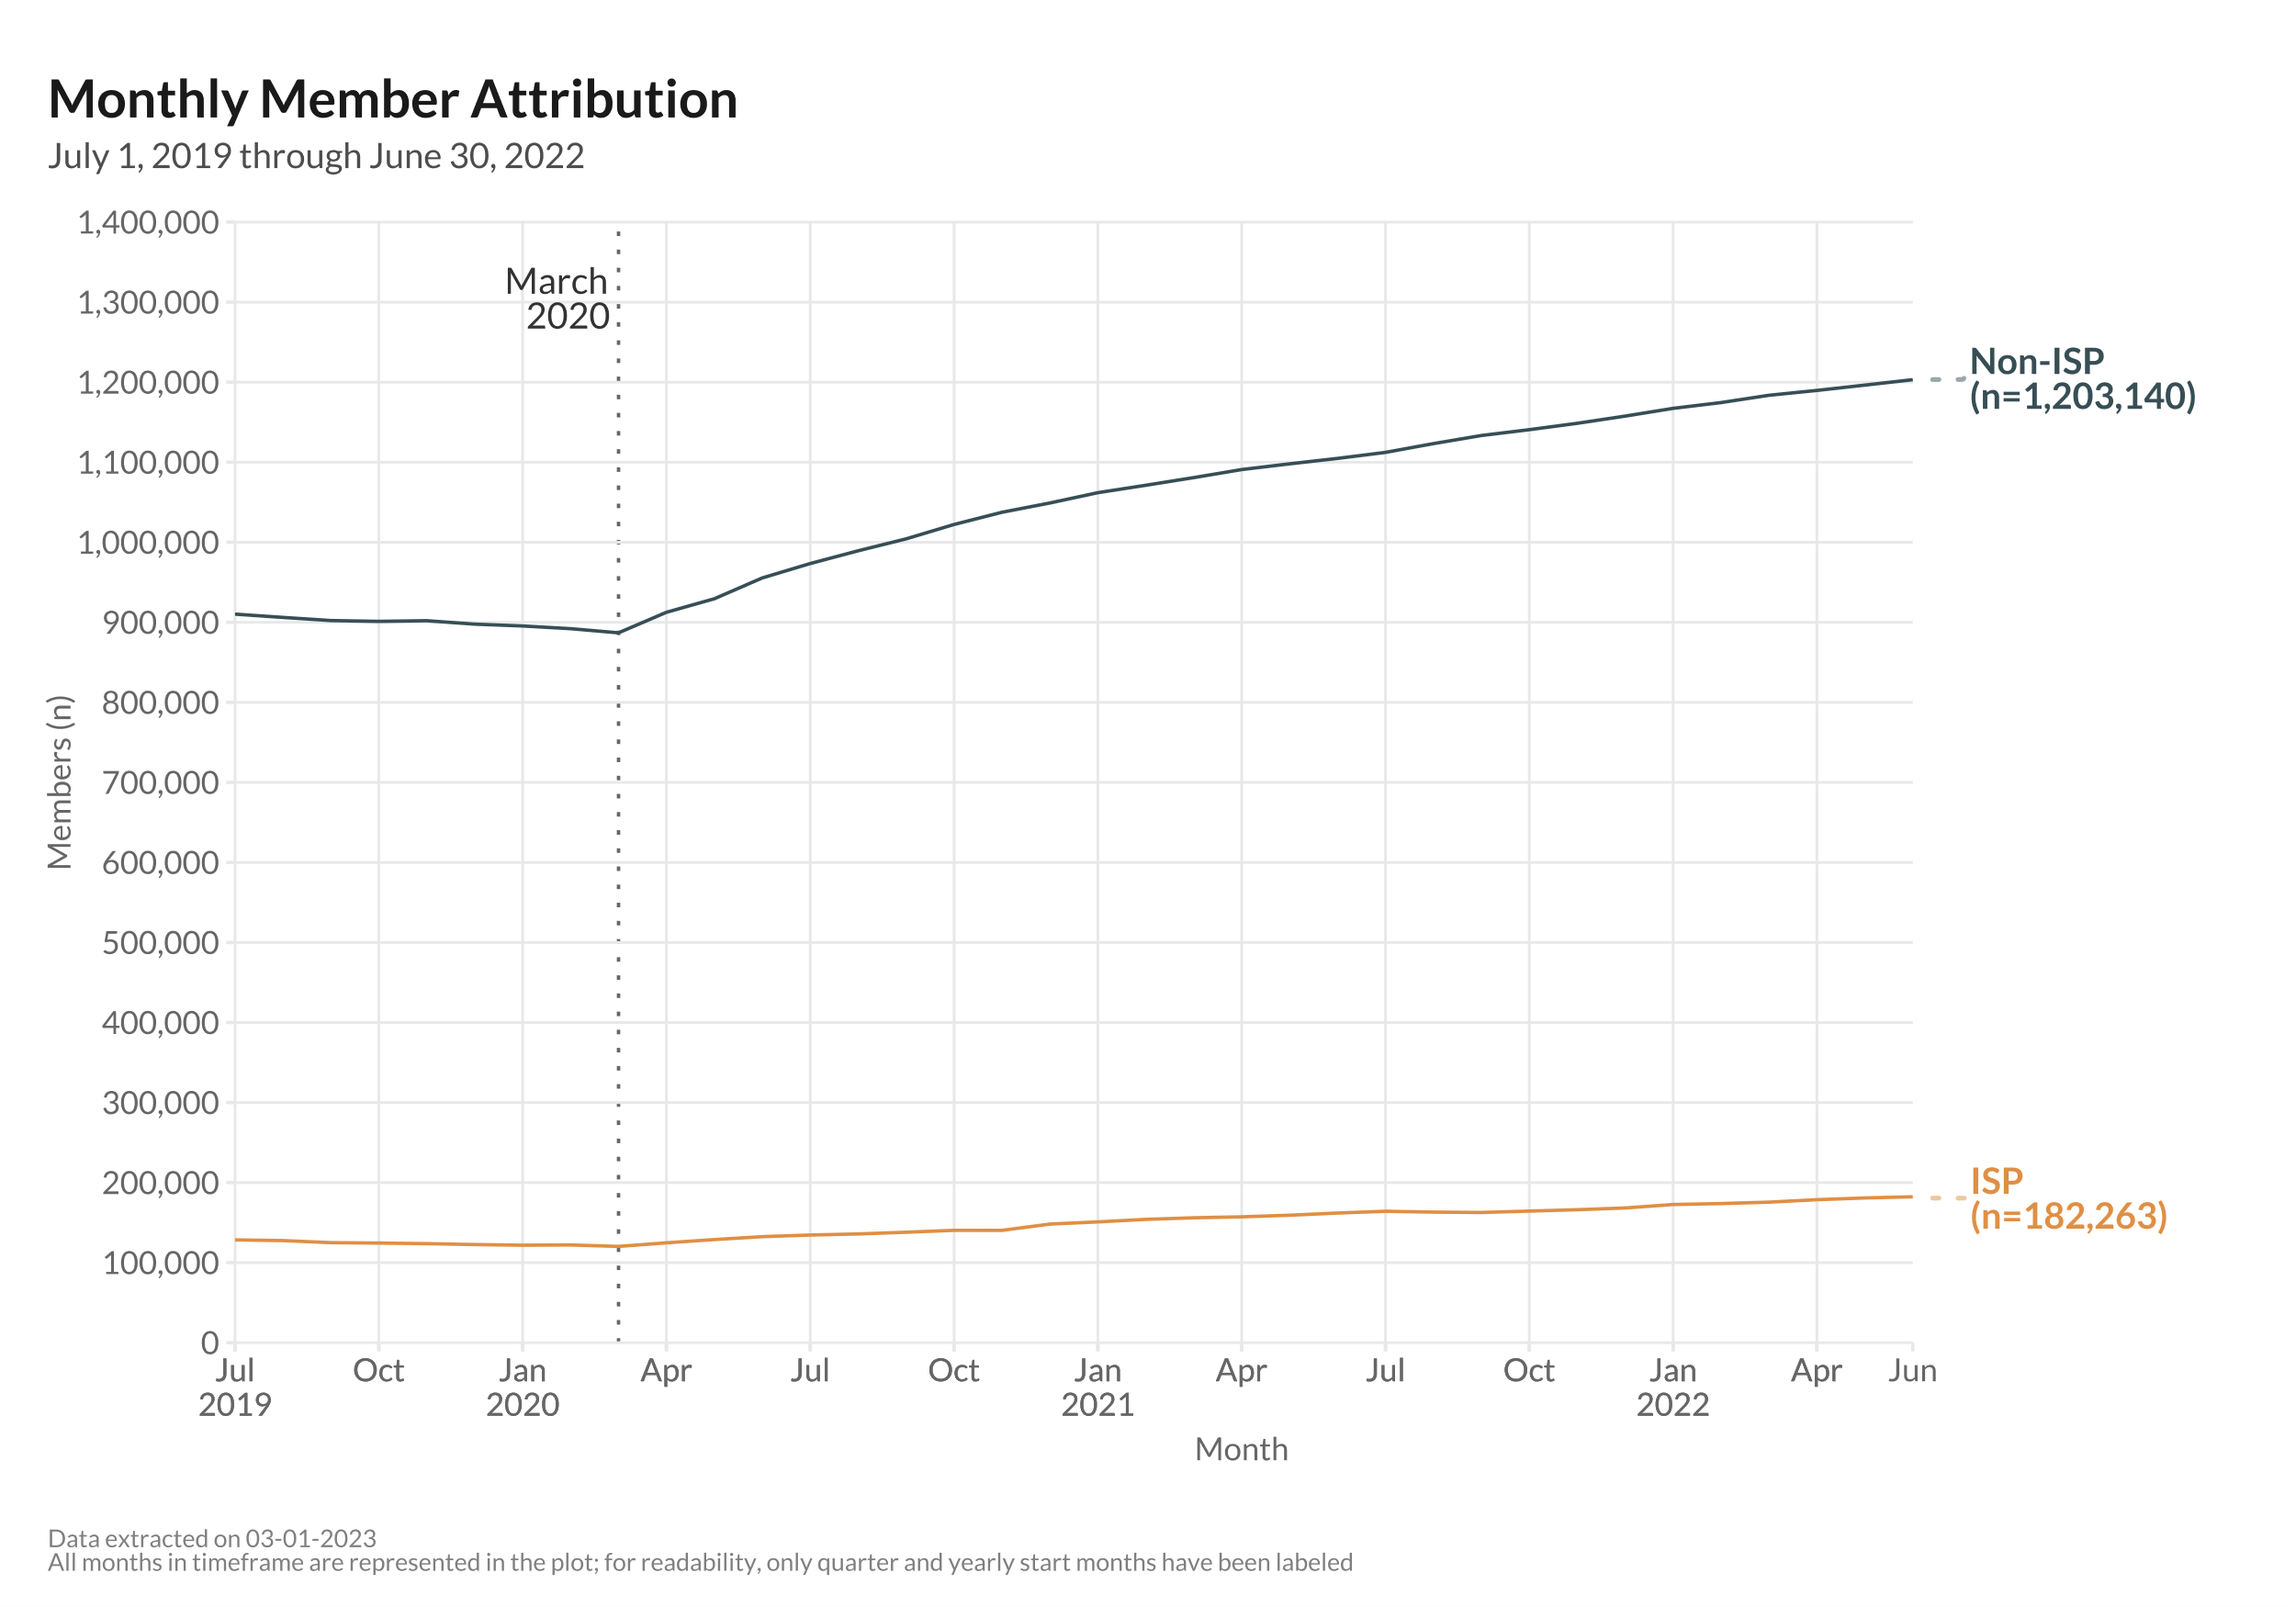 Monthly Member Attribution
July 1, 2019 through June 30, 2022
1,400,000
1,300,000
1,200,000
1,100,000
1,000,000
900,000
800,000
700,000
600,000
500,000
400,000
300,000
200,000
100,000
0
Members (n)
March
2020
Non-ISP
(n=1,203,140)
ISP
(n=182,263)
Jul Oct Jan Apr Jul Oct Jan Apr Jul Oct Jan Apr Jun
2019 2020 2021 2022
Month
Data extracted on 03-01-2023
All months in timeframe are represented in the plot; for readability, only quarter and yearly start months have been labeled